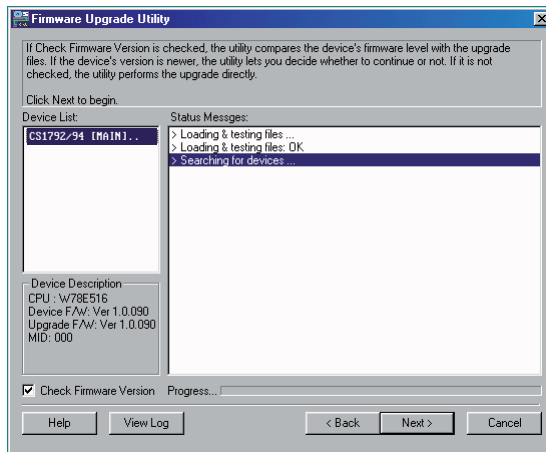 Firmware Upgrade Utility
If Check Firmware Version is checked, the utility compares the device's firmware level with the upgrade
files. If the device's version is newer, the utility lets you decide whether to continue or not. If it is not
checked, the utility performs the upgrade directly.
Click Next to begin.
Device List:
CS1792/94 [MAIN]..
Status Messges:
> Loading & testing files ...
> Loading & testing files: OK
> Searching for devices ...
Device Description
CPU : W78E516
Device F/W: Ver 1.0.090
Upgrade F/W: Ver 1.0.090
MID: 000
Check Firmware Version
Progress...
Help
View Log
< Back
Next >
Cancel